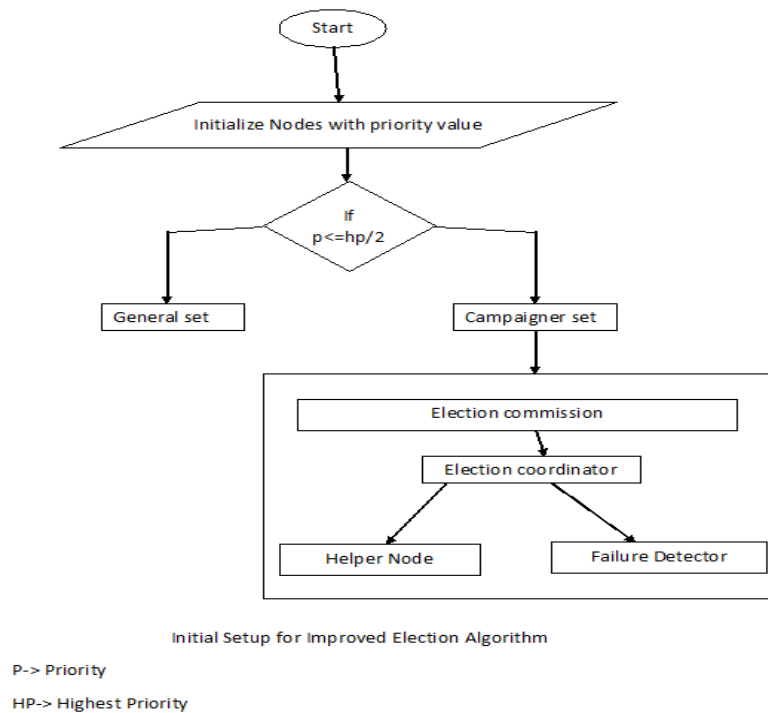 Start
Initialize Nodes with priority value
If
p<=hp/2
General set
Campaigner set
Election commission
Election coordinator
Helper Node
Failure Detector
Initial Setup for Improved Election Algorithm
P-> Priority
HP-> Highest Priority